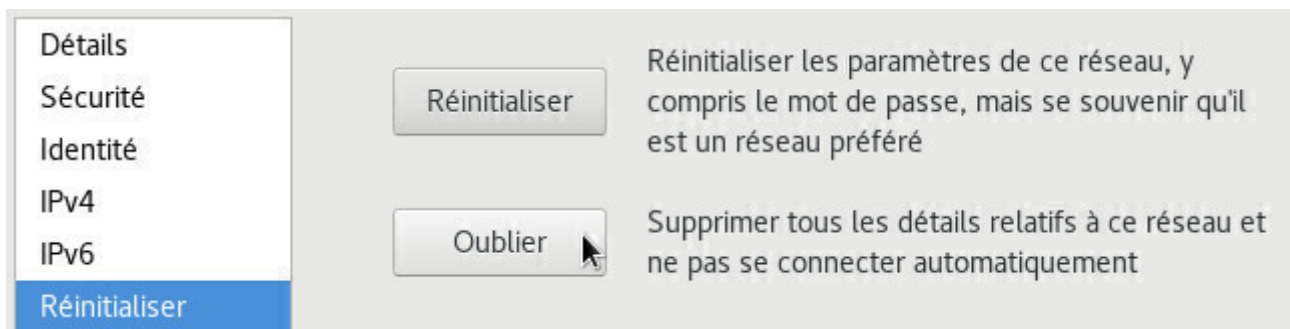 Détails
Sécurité
Identité
IPv4
IPv6
Réinitialiser
Réinitialiser
Réinitialiser les paramètres de ce réseau, y
compris le mot de passe, mais se souvenir qu'il
est un réseau préféré
Oublier
Supprimer tous les détails relatifs à ce réseau et
ne pas se connecter automatiquement